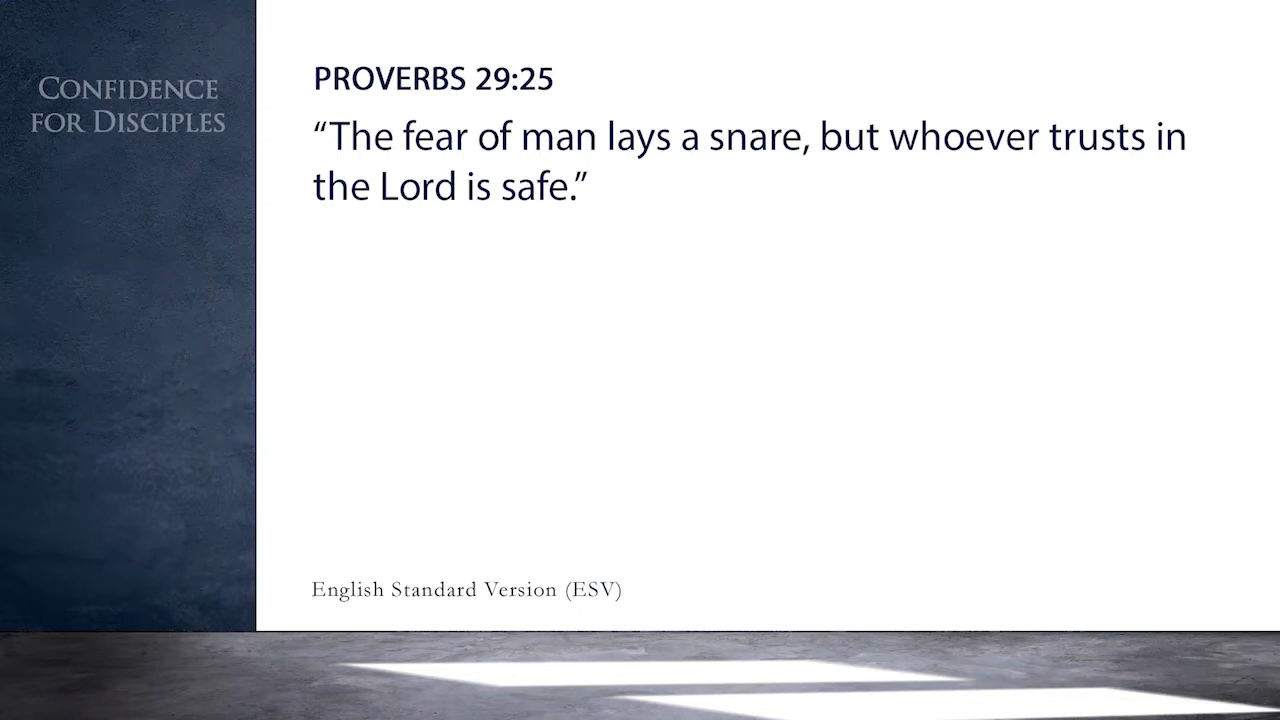 CONFIDENCE
FOR DISCIPLES
PROVERBS 29:25
“The fear of man lays a snare, but whoever trusts in
the Lord is safe.”
English Standard Version (ESV)